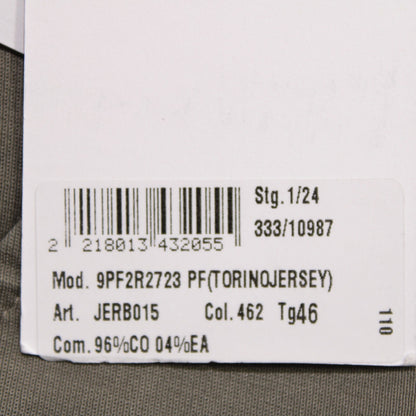 Stg.1/24
333/10987
2 218013 432055
Mod. 9PF2R2723 PF(TORINOJERSEY)
Art. JERB015 Col.462 Tg46
Com.96%CO 04%EA
110